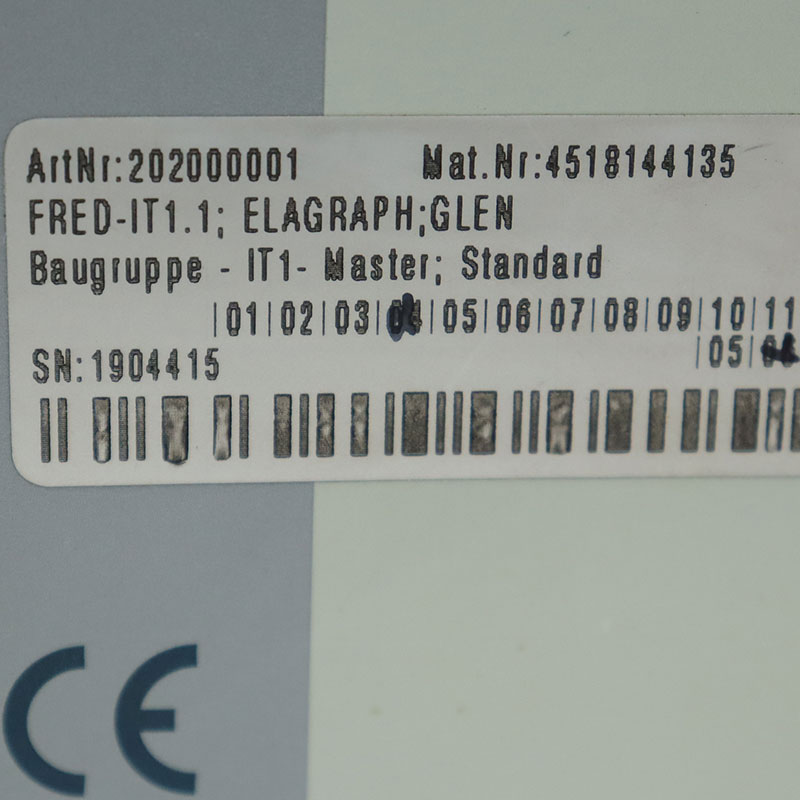 ArtNr:202000001 Mat.Nr:4518144135
FRED-IT1.1; ELAGRAPH;GLEN
Baugruppe - IT1- Master; Standard
|01|02|03|04|05|06|07|08|09|10|11
SN:1904415 |05|
CE